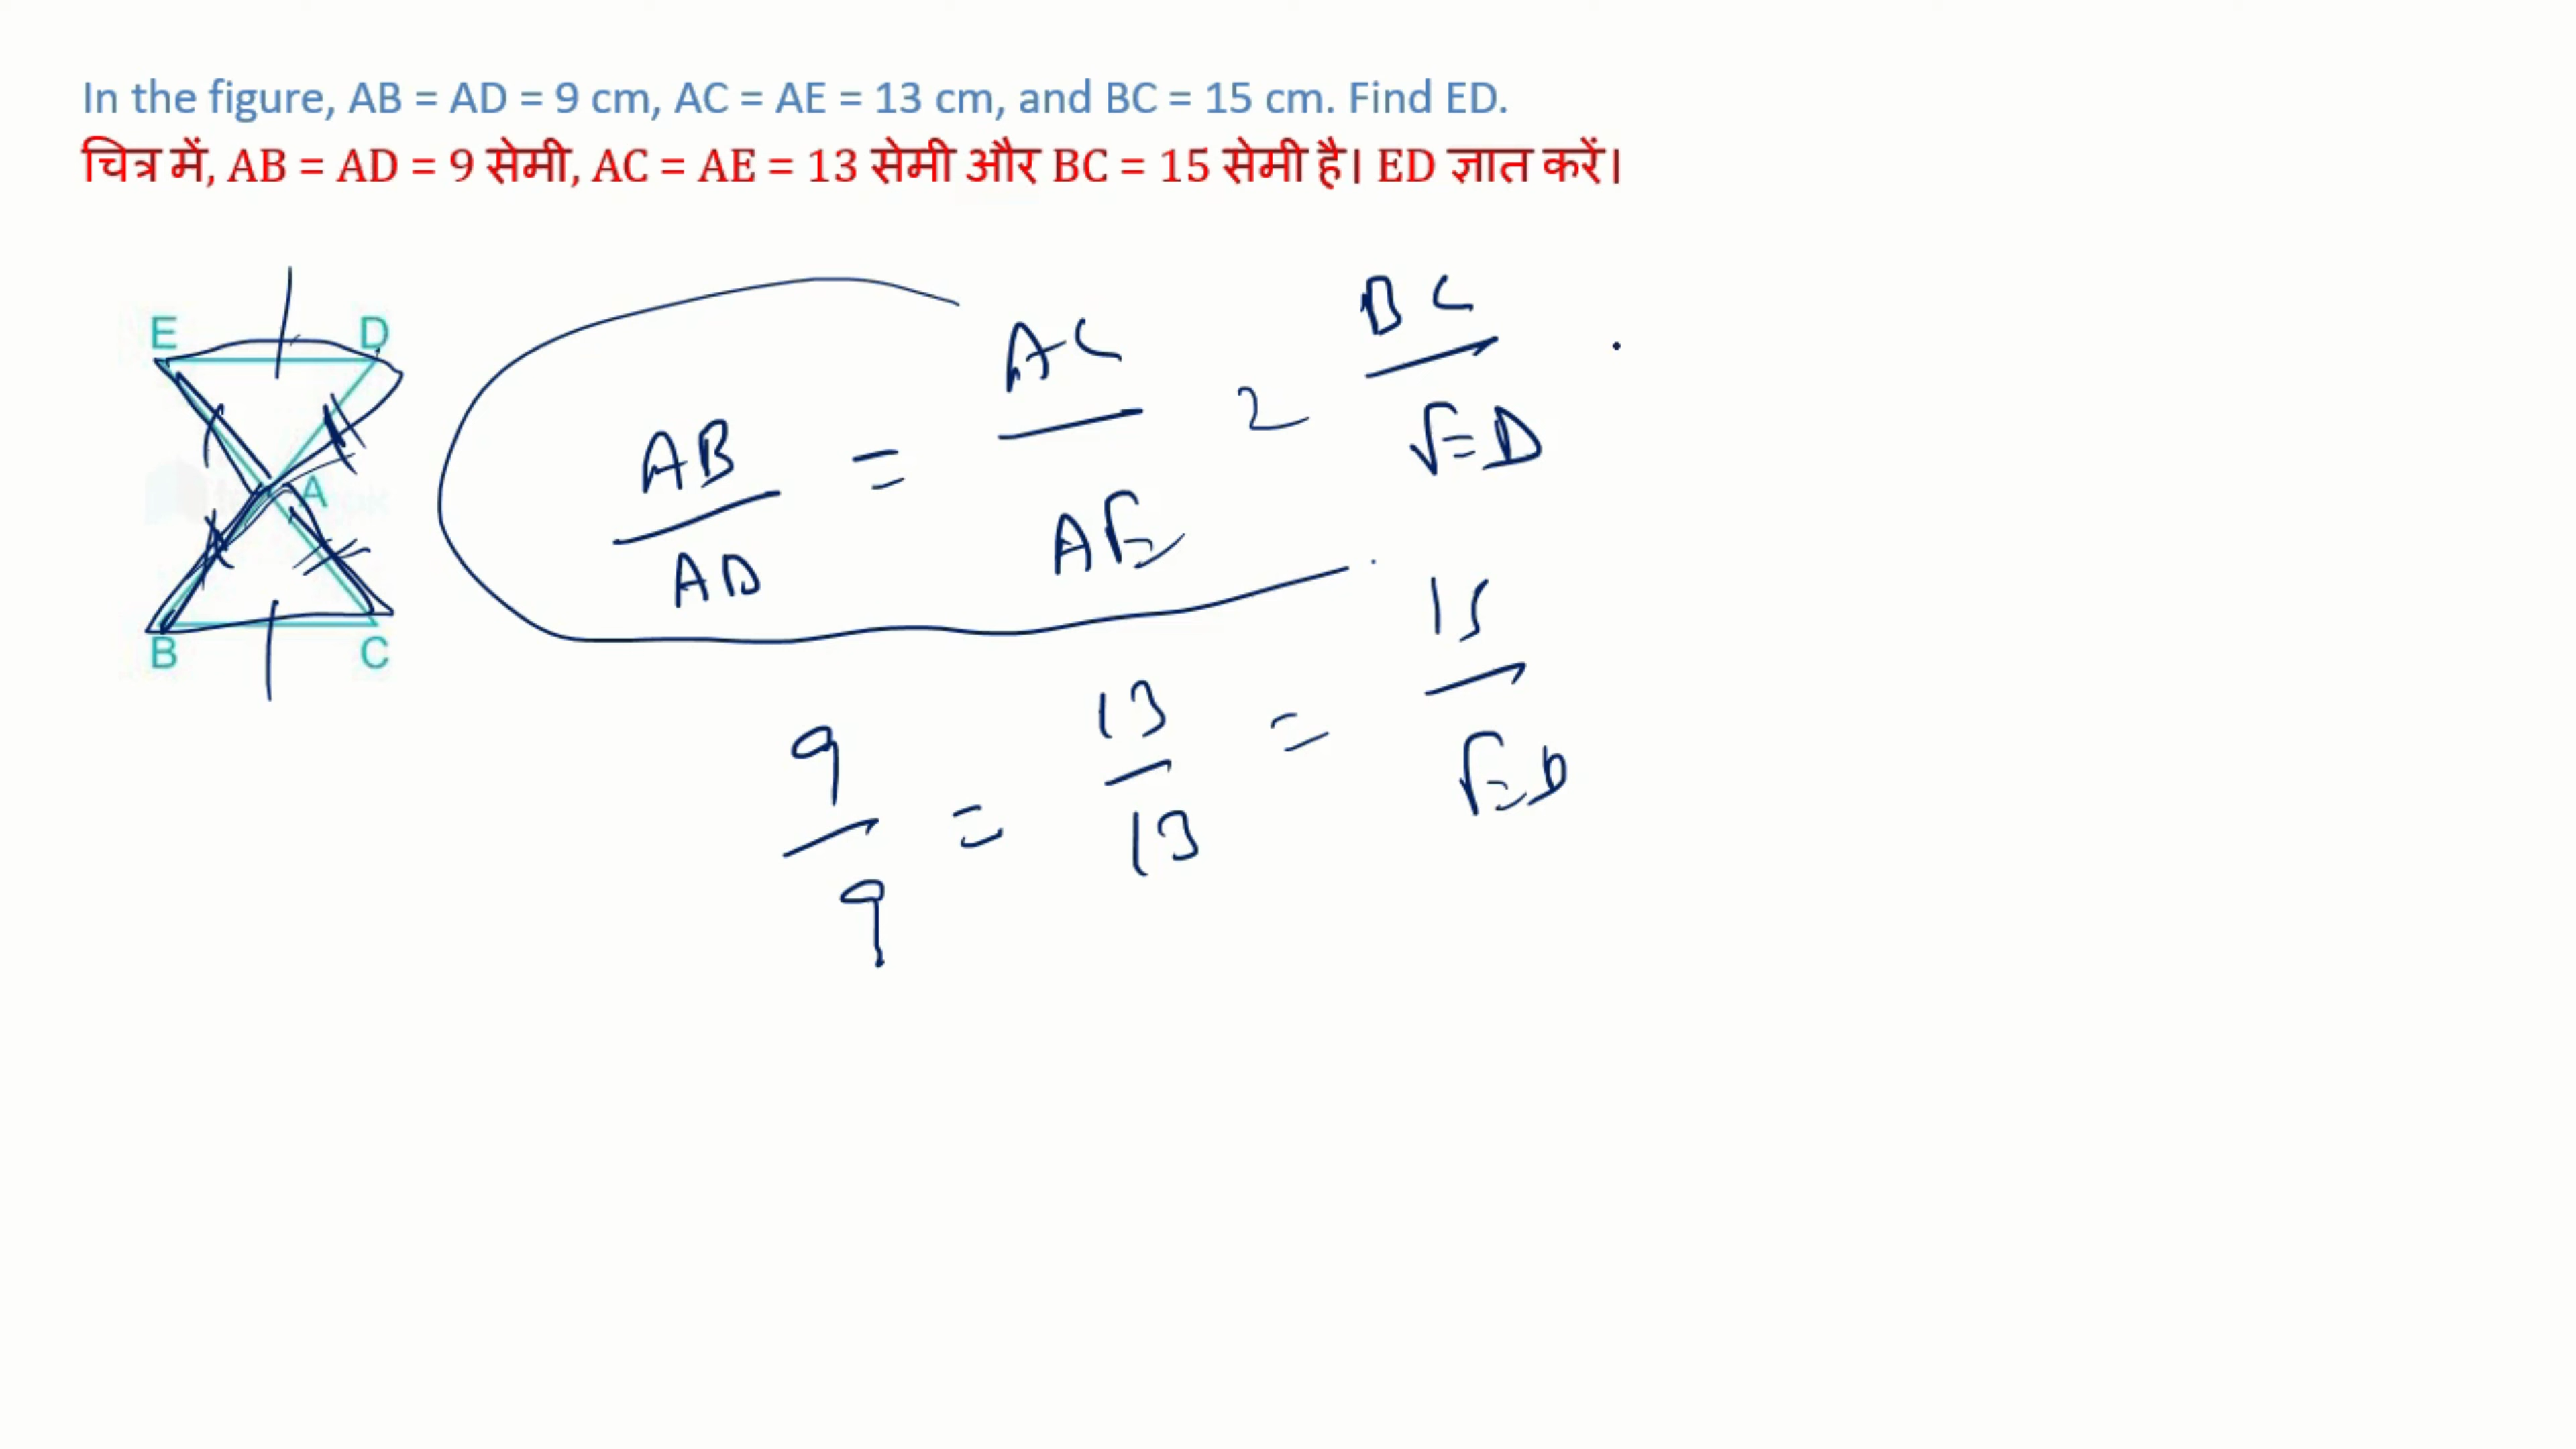 In the figure, AB = AD = 9 cm, AC = AE = 13 cm, and BC = 15 cm. Find ED.
चित्र में, AB = AD = 9 सेमी, AC = AE = 13 सेमी और BC = 15 सेमी है। ED ज्ञात करें।
E D
A
B C
AB/AD = AC/AE = BC/ED
9/9 = 13/13 = 15/ED